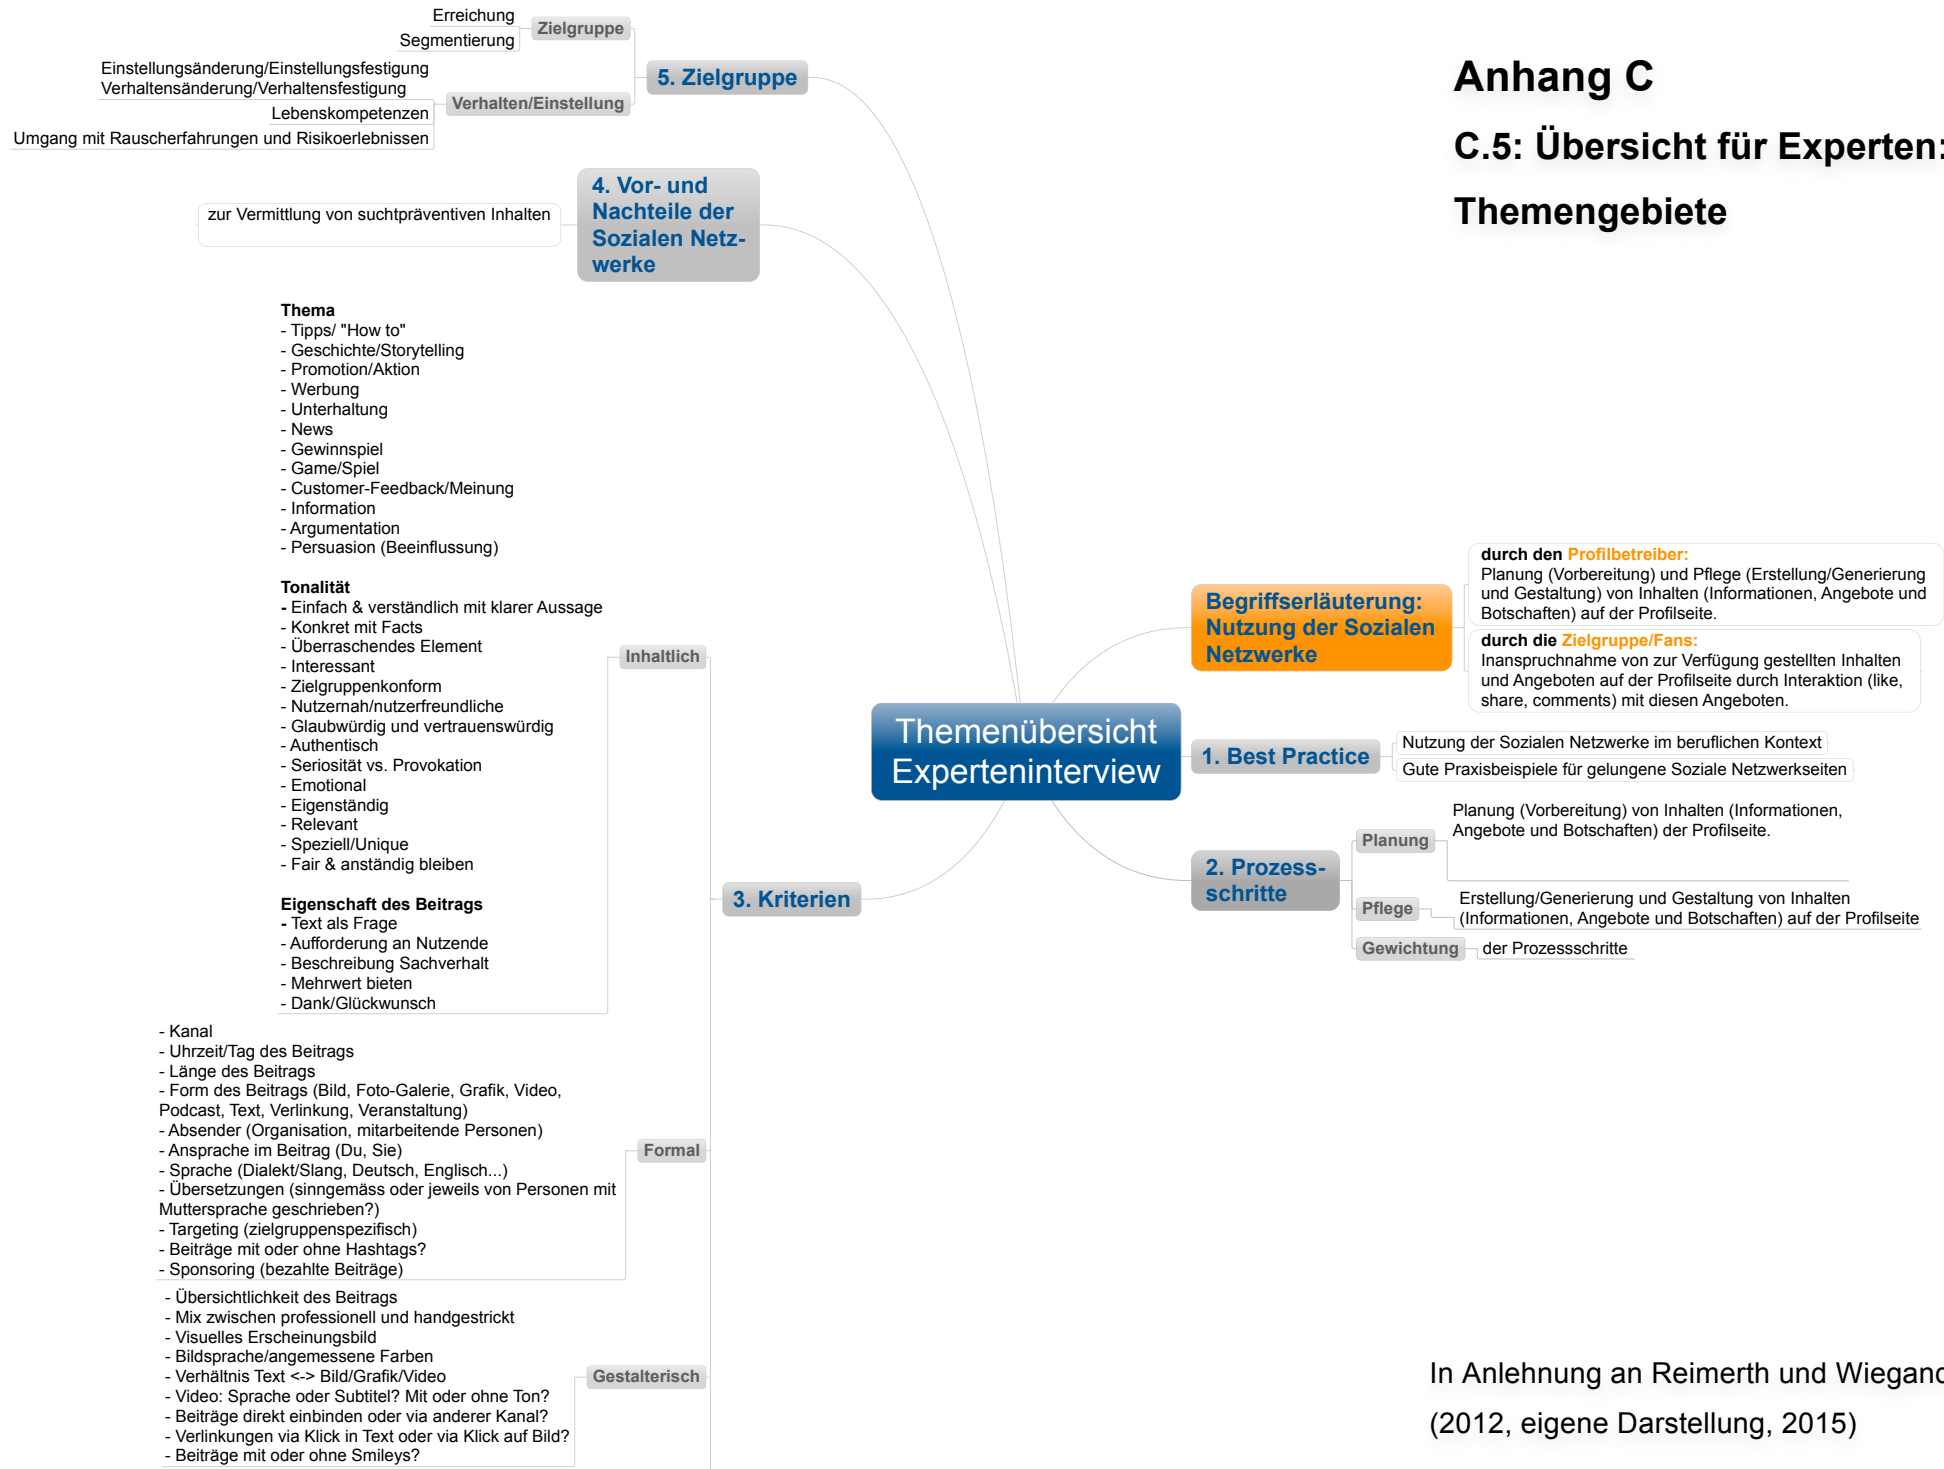 Anhang C
C.5: Übersicht für Experten:
Themengebiete
Erreichung
Segmentierung
Zielgruppe
Einstellungsänderung/Einstellungsfestigung
Verhaltensänderung/Verhaltensfestigung
Lebenskompetenzen
Umgang mit Rauscherfahrungen und Risikoerlebnissen
Verhalten/Einstellung
5. Zielgruppe
zur Vermittlung von suchtpräventiven Inhalten
4. Vor- und
Nachteile der
Sozialen Netz-
werke
Thema
- Tipps/ "How to"
- Geschichte/Storytelling
- Promotion/Aktion
- Werbung
- Unterhaltung
- News
- Gewinnspiel
- Game/Spiel
- Customer-Feedback/Meinung
- Information
- Argumentation
- Persuasion (Beeinflussung)
Tonalität
- Einfach & verständlich mit klarer Aussage
- Konkret mit Facts
- Überraschendes Element
- Interessant
- Zielgruppenkonform
- Nutzernah/nutzerfreundliche
- Glaubwürdig und vertrauenswürdig
- Authentisch
- Seriosität vs. Provokation
- Emotional
- Eigenständig
- Relevant
- Speziell/Unique
- Fair & anständig bleiben
Eigenschaft des Beitrags
- Text als Frage
- Aufforderung an Nutzende
- Beschreibung Sachverhalt
- Mehrwert bieten
- Dank/Glückwunsch
Inhaltlich
- Kanal
- Uhrzeit/Tag des Beitrags
- Länge des Beitrags
- Form des Beitrags (Bild, Foto-Galerie, Grafik, Video,
Podcast, Text, Verlinkung, Veranstaltung)
- Absender (Organisation, mitarbeitende Personen)
- Ansprache im Beitrag (Du, Sie)
- Sprache (Dialekt/Slang, Deutsch, Englisch...)
- Übersetzungen (sinngemäss oder jeweils von Personen mit
Muttersprache geschrieben?)
- Targeting (zielgruppenspezifisch)
- Beiträge mit oder ohne Hashtags?
- Sponsoring (bezahlte Beiträge)
Formal
- Übersichtlichkeit des Beitrags
- Mix zwischen professionell und handgestrickt
- Visuelles Erscheinungsbild
- Bildsprache/angemessene Farben
- Verhältnis Text <-> Bild/Grafik/Video
- Video: Sprache oder Subtitel? Mit oder ohne Ton?
- Beiträge direkt einbinden oder via anderer Kanal?
- Verlinkungen via Klick in Text oder via Klick auf Bild?
- Beiträge mit oder ohne Smileys?
Gestalterisch
3. Kriterien
Themenübersicht
Experteninterview
Begriffserläuterung:
Nutzung der Sozialen
Netzwerke
durch den Profilbetreiber:
Planung (Vorbereitung) und Pflege (Erstellung/Generierung
und Gestaltung) von Inhalten (Informationen, Angebote und
Botschaften) auf der Profilseite.
durch die Zielgruppe/Fans:
Inanspruchnahme von zur Verfügung gestellten Inhalten
und Angeboten auf der Profilseite durch Interaktion (like,
share, comments) mit diesen Angeboten.
1. Best Practice
Nutzung der Sozialen Netzwerke im beruflichen Kontext
Gute Praxisbeispiele für gelungene Soziale Netzwerkseiten
2. Prozess-
schritte
Planung
Planung (Vorbereitung) von Inhalten (Informationen,
Angebote und Botschaften) der Profilseite.
Pflege
Erstellung/Generierung und Gestaltung von Inhalten
(Informationen, Angebote und Botschaften) auf der Profilseite
Gewichtung
der Prozessschritte
In Anlehnung an Reimerth und Wiegand
(2012, eigene Darstellung, 2015)